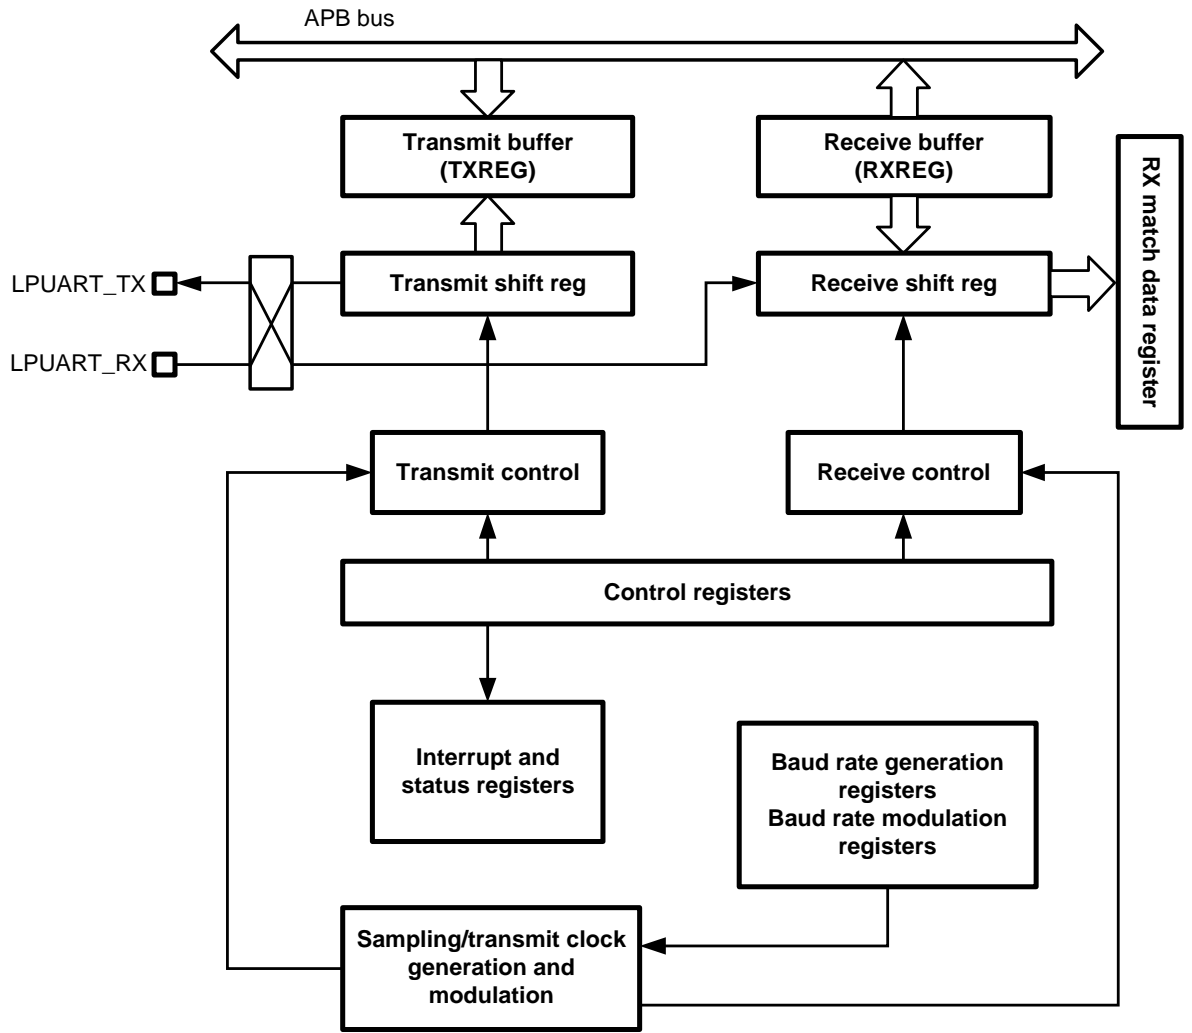 APB bus
Transmit buffer
(TXREG)
Receive buffer
(RXREG)
RX match data register
LPUART_TX
Transmit shift reg
Receive shift reg
LPUART_RX
Transmit control
Receive control
Control registers
Interrupt and
status registers
Baud rate generation
registers
Baud rate modulation
registers
Sampling/transmit clock
generation and
modulation